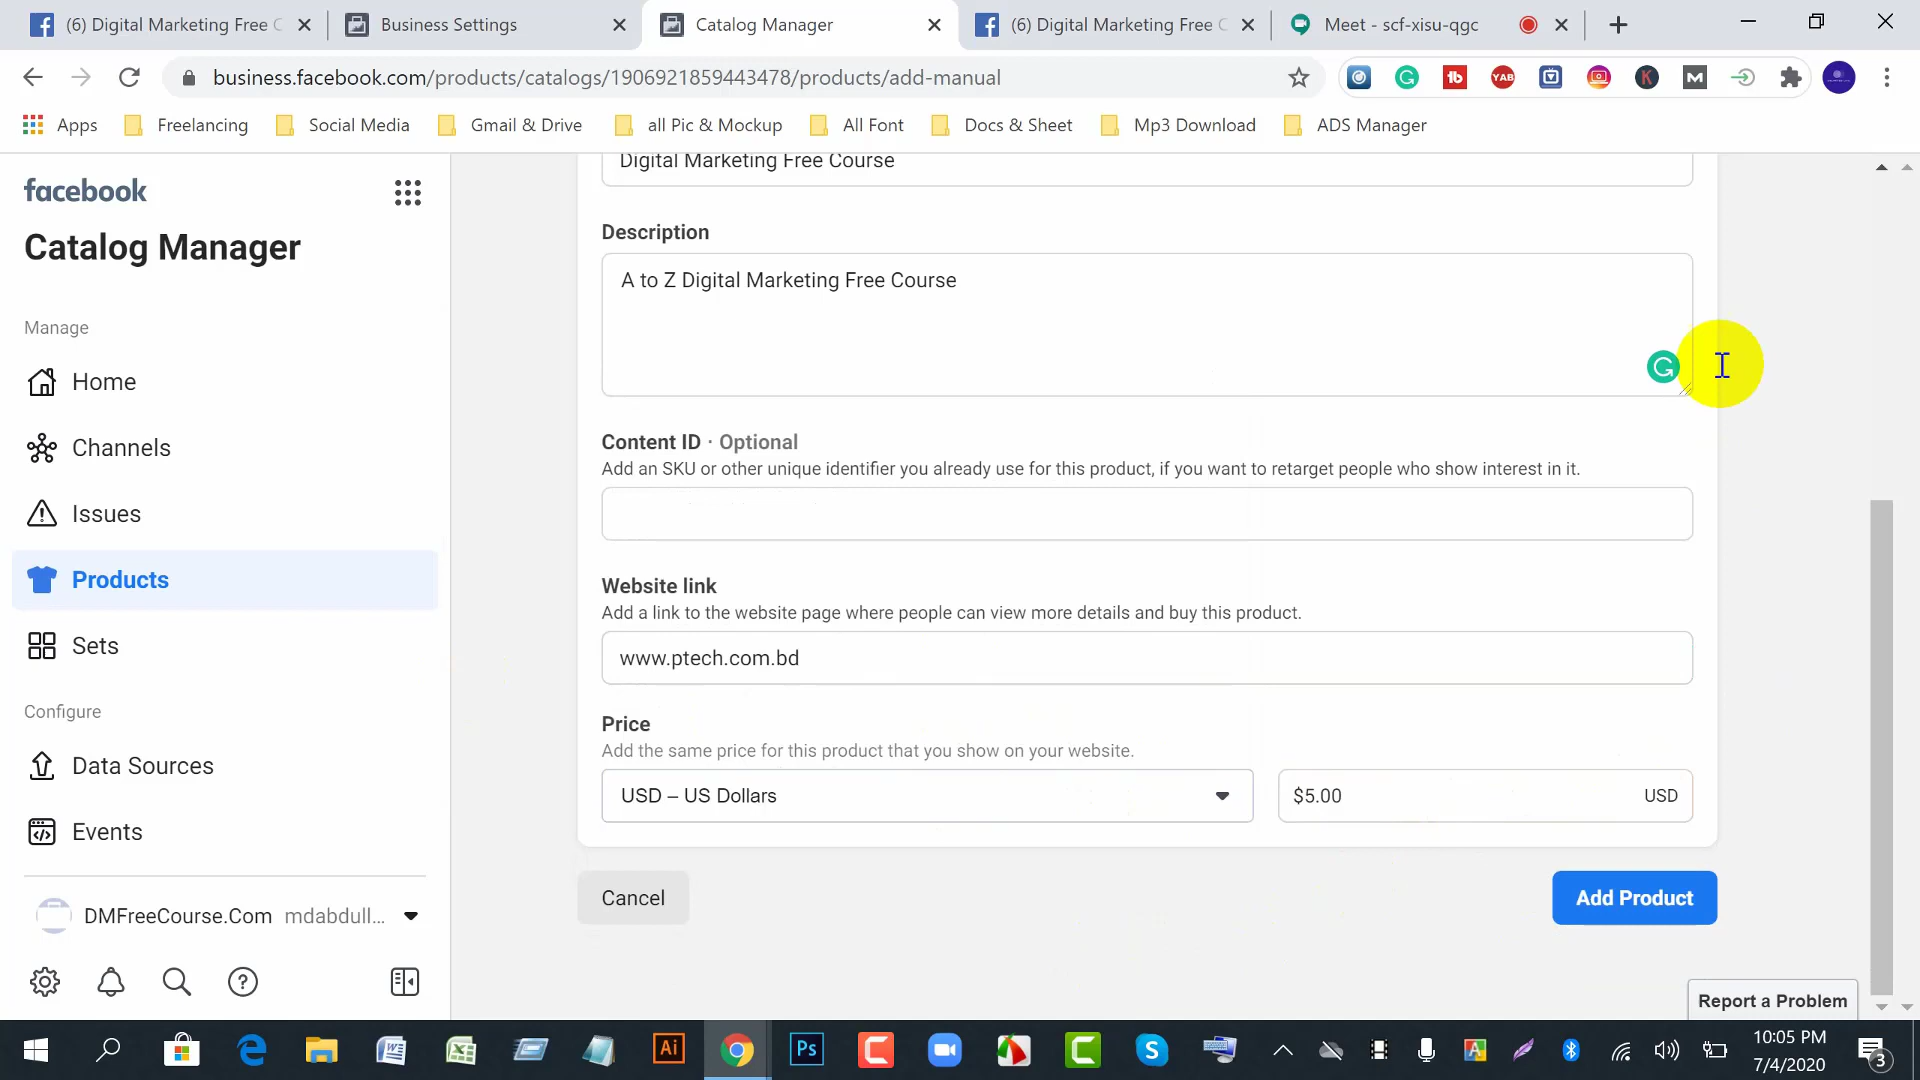 (6) Digital Marketing Free C
Business Settings
Catalog Manager
(6) Digital Marketing Free C
Meet - scf-xisu-qgc
business.facebook.com/products/catalogs/1906921859443478/products/add-manual
Apps
Freelancing
Social Media
Gmail & Drive
all Pic & Mockup
All Font
Docs & Sheet
Mp3 Download
ADS Manager
facebook
Catalog Manager
Manage
Home
Channels
Issues
Products
Sets
Configure
Data Sources
Events
DMFreeCourse.Com mdabdull...
Digital Marketing Free Course
Description
A to Z Digital Marketing Free Course
Content ID · Optional
Add an SKU or other unique identifier you already use for this product, if you want to retarget people who show interest in it.
Website link
Add a link to the website page where people can view more details and buy this product.
www.ptech.com.bd
Price
Add the same price for this product that you show on your website.
USD – US Dollars
$5.00 USD
Cancel
Add Product
Report a Problem
10:05 PM
7/4/2020
3